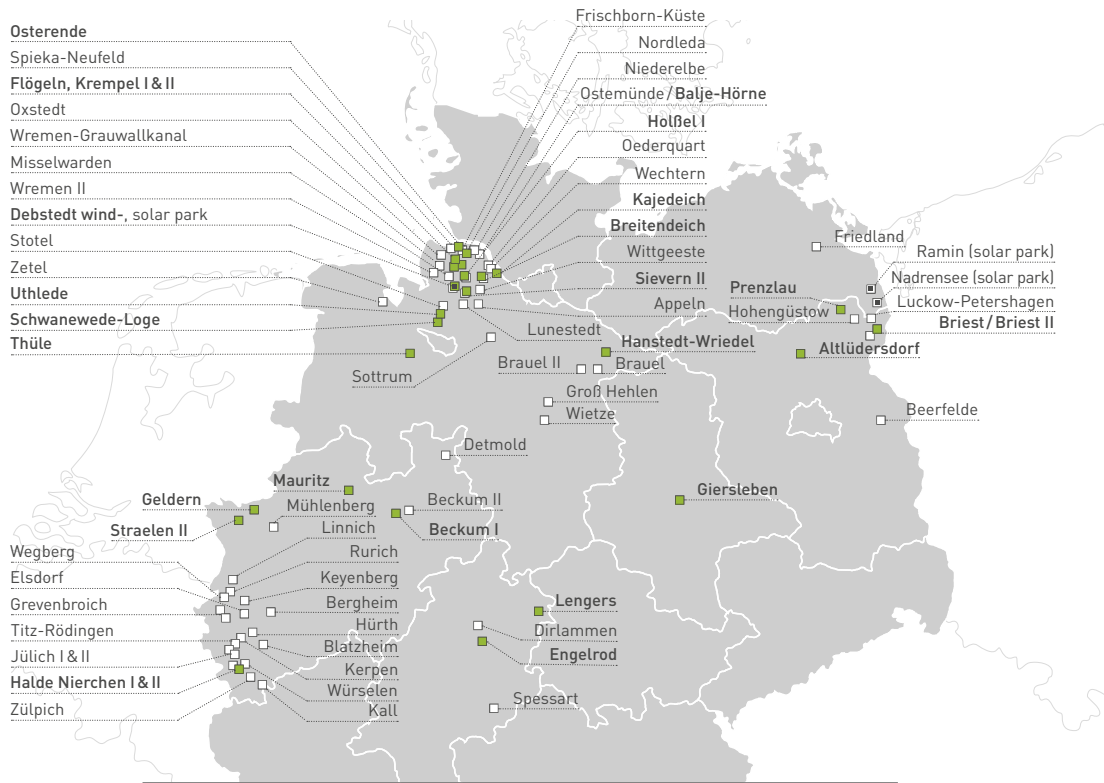 Osterende
Spieka-Neufeld
Flögeln, Krempel I & II
Oxstedt
Wremen-Grauwallkanal
Misselwarden
Wremen II
Debstedt wind-, solar park
Stotel
Zetel
Uthlede
Schwanewede-Loge
Thüle
Frischborn-Küste
Nordleda
Niederelbe
Ostemünde / Balje-Hörne
Holßel I
Oederquart
Wechtern
Kajedeich
Breitendeich
Wittgeeste
Sievern II
Appeln
Lunestedt
Hanstedt-Wriedel
Sottrum
Brauel II
Brauel
Groß Hehlen
Wietze
Detmold
Friedland
Ramin (solar park)
Nadrensee (solar park)
Prenzlau
Luckow-Petershagen
Hohengüstow
Briest / Briest II
Altlüdersdorf
Beerfelde
Mauritz
Geldern
Mühlenberg
Beckum II
Straelen II
Linnich
Beckum I
Giersleben
Wegberg
Rurich
Elsdorf
Keyenberg
Grevenbroich
Bergheim
Titz-Rödingen
Hürth
Jülich I & II
Blatzheim
Halde Nierchen I & II
Kerpen
Würselen
Zülpich
Kall
Lengers
Dirlammen
Engelrod
Spessart